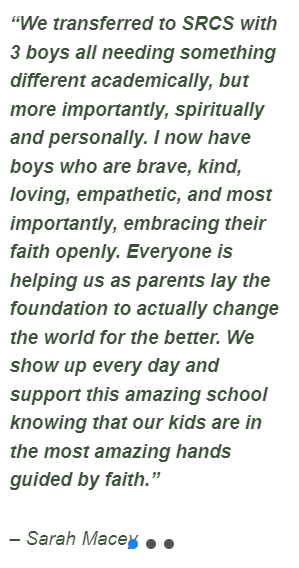 “We transferred to SRCS with
3 boys all needing something
different academically, but
more importantly, spiritually
and personally. I now have
boys who are brave, kind,
loving, empathetic, and most
importantly, embracing their
faith openly. Everyone is
helping us as parents lay the
foundation to actually change
the world for the better. We
show up every day and
support this amazing school
knowing that our kids are in
the most amazing hands
guided by faith.”
– Sarah Macey